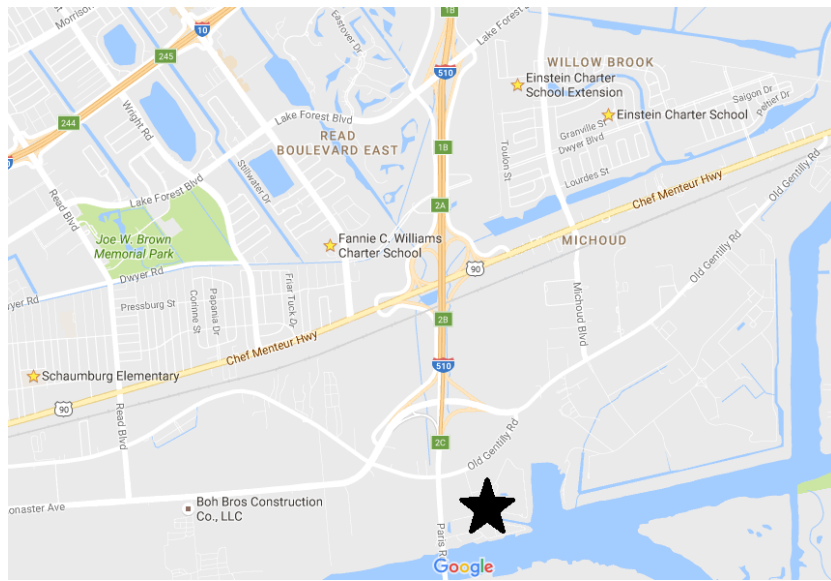 Morrison
10
1B
Eastover Dr
Lake Forest
245
510
WILLOW BROOK
Einstein Charter
School Extension
Saigon Dr
Peltier Dr
Wright Rd
244
Lake Forest Blvd
READ
BOULEVARD EAST
1B
Toulon St
Granville St
Dwyer Blvd
Einstein Charter School
Lourdes St
Read Blvd
Lake Forest Blvd
Stillwater Dr
2A
Chef Menteur Hwy
Old Gentilly Rd
Joe W. Brown
Memorial Park
Fannie C. Williams
Charter School
MICHOUD
Old Gentilly Rd
Dwyer Rd
90
wyer Rd
Pressburg St
Corinne St
Papania Dr
Friar Tuck Dr
Michoud Blvd
2B
Chef Menteur Hwy
510
Schaumburg Elementary
90
Read Blvd
2C
Old Gentilly Rd
onaster Ave
Boh Bros Construction
Co., LLC
Paris R
Google